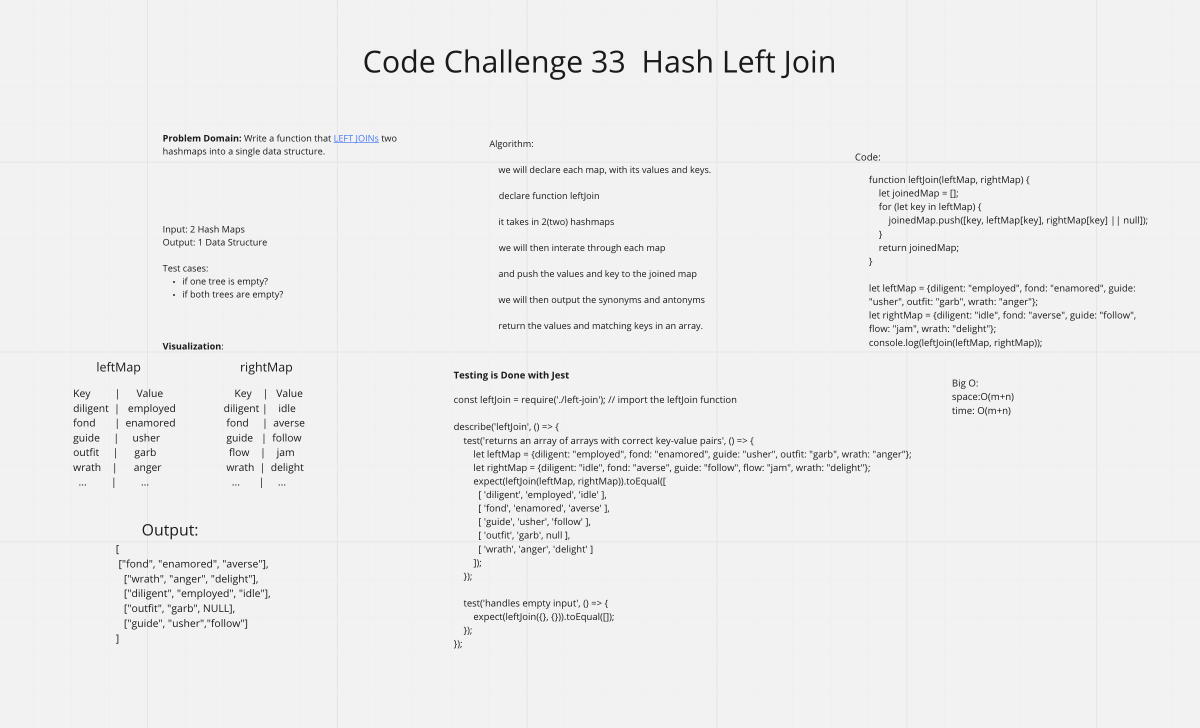 Code Challenge 33  Hash Left Join
Problem Domain: Write a function that LEFT JOINs two
hashmaps into a single data structure.
Input: 2 Hash Maps
Output: 1 Data Structure
Test cases:
• if one tree is empty?
• if both trees are empty?
Visualization:
leftMap
Key | Value
diligent | employed
fond | enamored
guide | usher
outfit | garb
wrath | anger
... | ...
rightMap
Key | Value
diligent | idle
fond | averse
guide | follow
flow | jam
wrath | delight
... | ...
Output:
[
["fond", "enamored", "averse"],
["wrath", "anger", "delight"],
["diligent", "employed", "idle"],
["outfit", "garb", NULL],
["guide", "usher","follow"]
]
Algorithm:
we will declare each map, with its values and keys.
declare function leftJoin
it takes in 2(two) hashmaps
we will then interate through each map
and push the values and key to the joined map
we will then output the synonyms and antonyms
return the values and matching keys in an array.
Testing is Done with Jest
const leftJoin = require('./left-join'); // import the leftJoin function
describe('leftJoin', () => {
test('returns an array of arrays with correct key-value pairs', () => {
let leftMap = {diligent: "employed", fond: "enamored", guide: "usher", outfit: "garb", wrath: "anger"};
let rightMap = {diligent: "idle", fond: "averse", guide: "follow", flow: "jam", wrath: "delight"};
expect(leftJoin(leftMap, rightMap)).toEqual([
[ 'diligent', 'employed', 'idle' ],
[ 'fond', 'enamored', 'averse' ],
[ 'guide', 'usher', 'follow' ],
[ 'outfit', 'garb', null ],
[ 'wrath', 'anger', 'delight' ]
]);
});
test('handles empty input', () => {
expect(leftJoin({}, {})).toEqual([]);
});
});
Code:
function leftJoin(leftMap, rightMap) {
let joinedMap = [];
for (let key in leftMap) {
joinedMap.push([key, leftMap[key], rightMap[key] || null]);
}
return joinedMap;
}
let leftMap = {diligent: "employed", fond: "enamored", guide:
"usher", outfit: "garb", wrath: "anger"};
let rightMap = {diligent: "idle", fond: "averse", guide: "follow",
flow: "jam", wrath: "delight"};
console.log(leftJoin(leftMap, rightMap));
Big O:
space:O(m+n)
time: O(m+n)